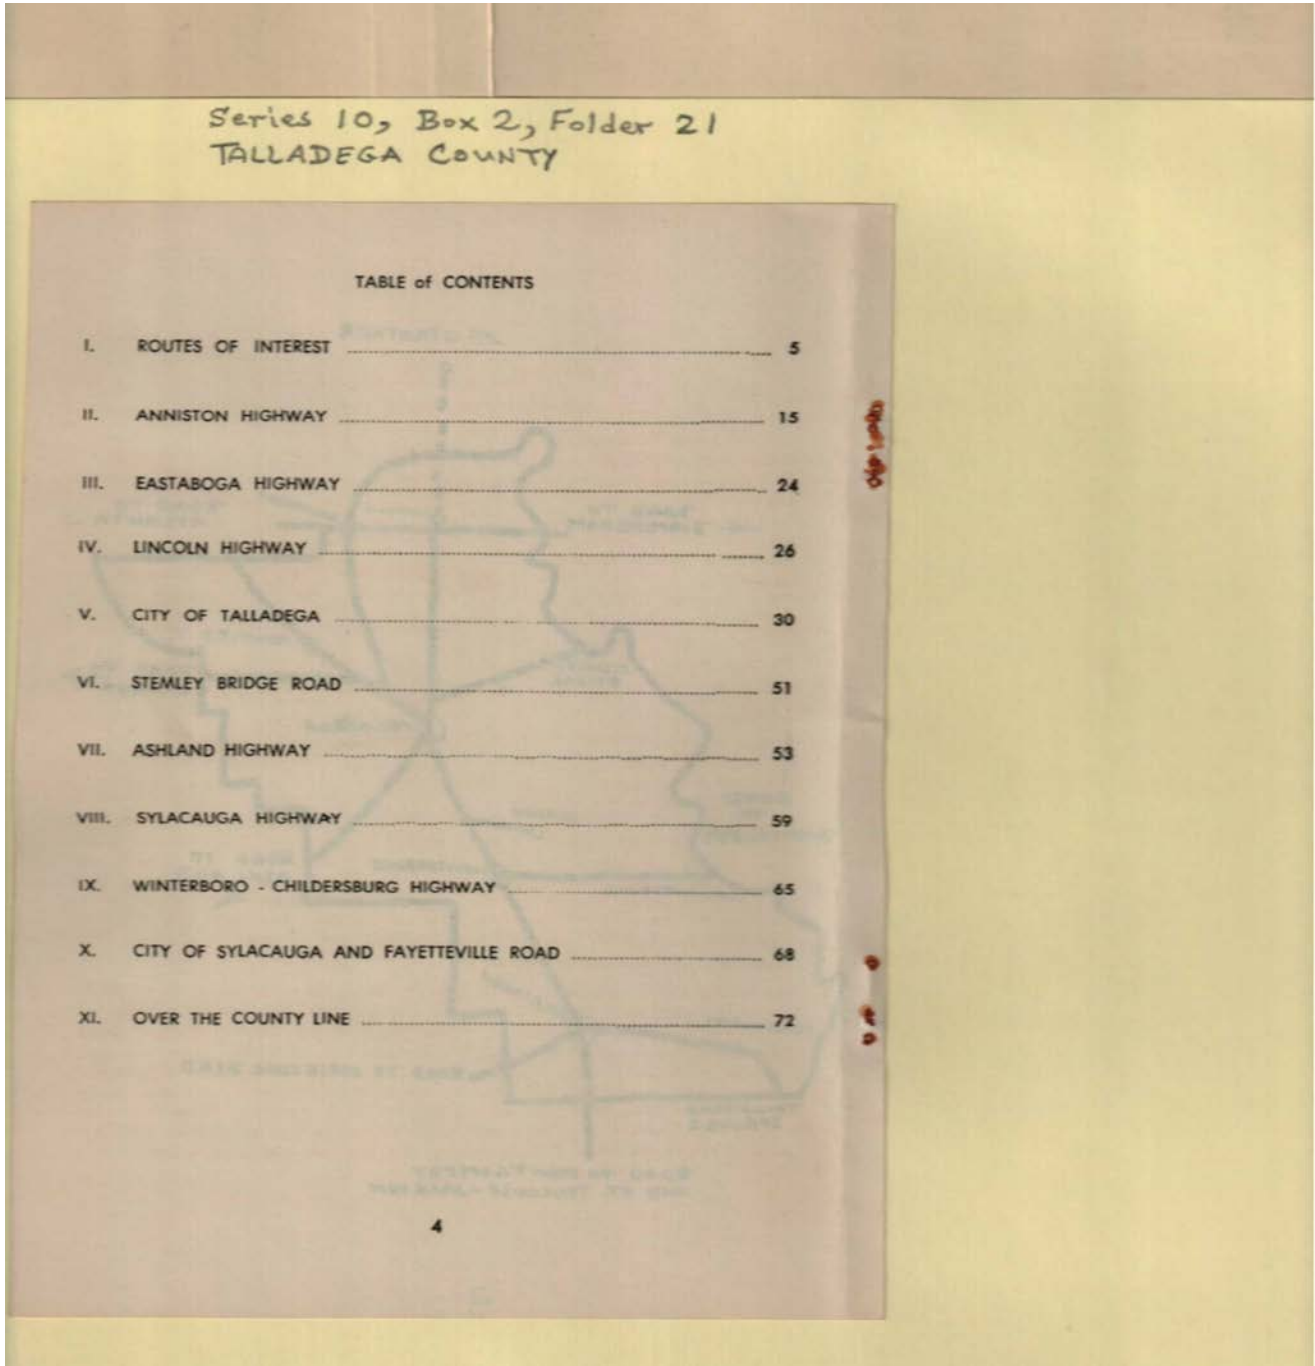 Series 10, Box 2, Folder 21
TALLADEGA COUNTY
TABLE of CONTENTS
I. ROUTES OF INTEREST 5
II. ANNISTON HIGHWAY 15
III. EASTABOGA HIGHWAY 24
IV. LINCOLN HIGHWAY 26
V. CITY OF TALLADEGA 30
VI. STEMLEY BRIDGE ROAD 51
VII. ASHLAND HIGHWAY 53
VIII. SYLACAUGA HIGHWAY 59
IX. WINTERBORO - CHILDERSBURG HIGHWAY 65
X. CITY OF SYLACAUGA AND FAYETTEVILLE ROAD 68
XI. OVER THE COUNTY LINE 72
4